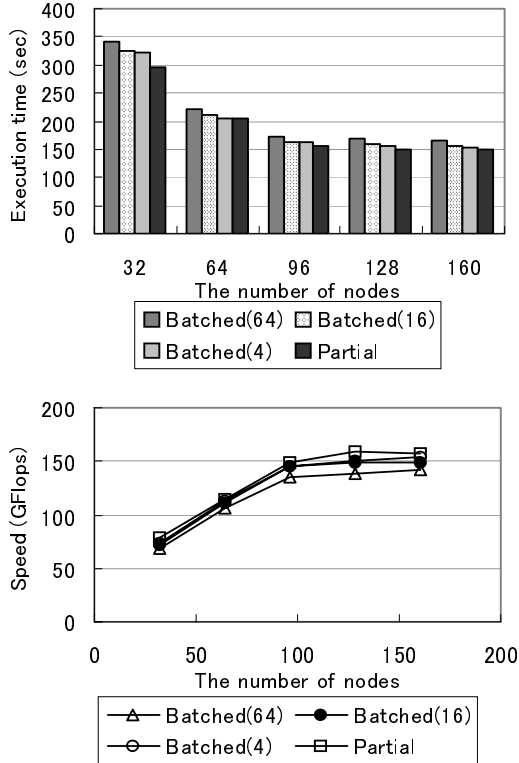 Execution time (sec)
400
350
300
250
200
150
100
50
0
32 64 96 128 160
The number of nodes
Batched(64) Batched(16)
Batched(4) Partial
Speed (GFlops)
200
150
100
50
0
0 50 100 150 200
The number of nodes
Batched(64) Batched(16)
Batched(4) Partial